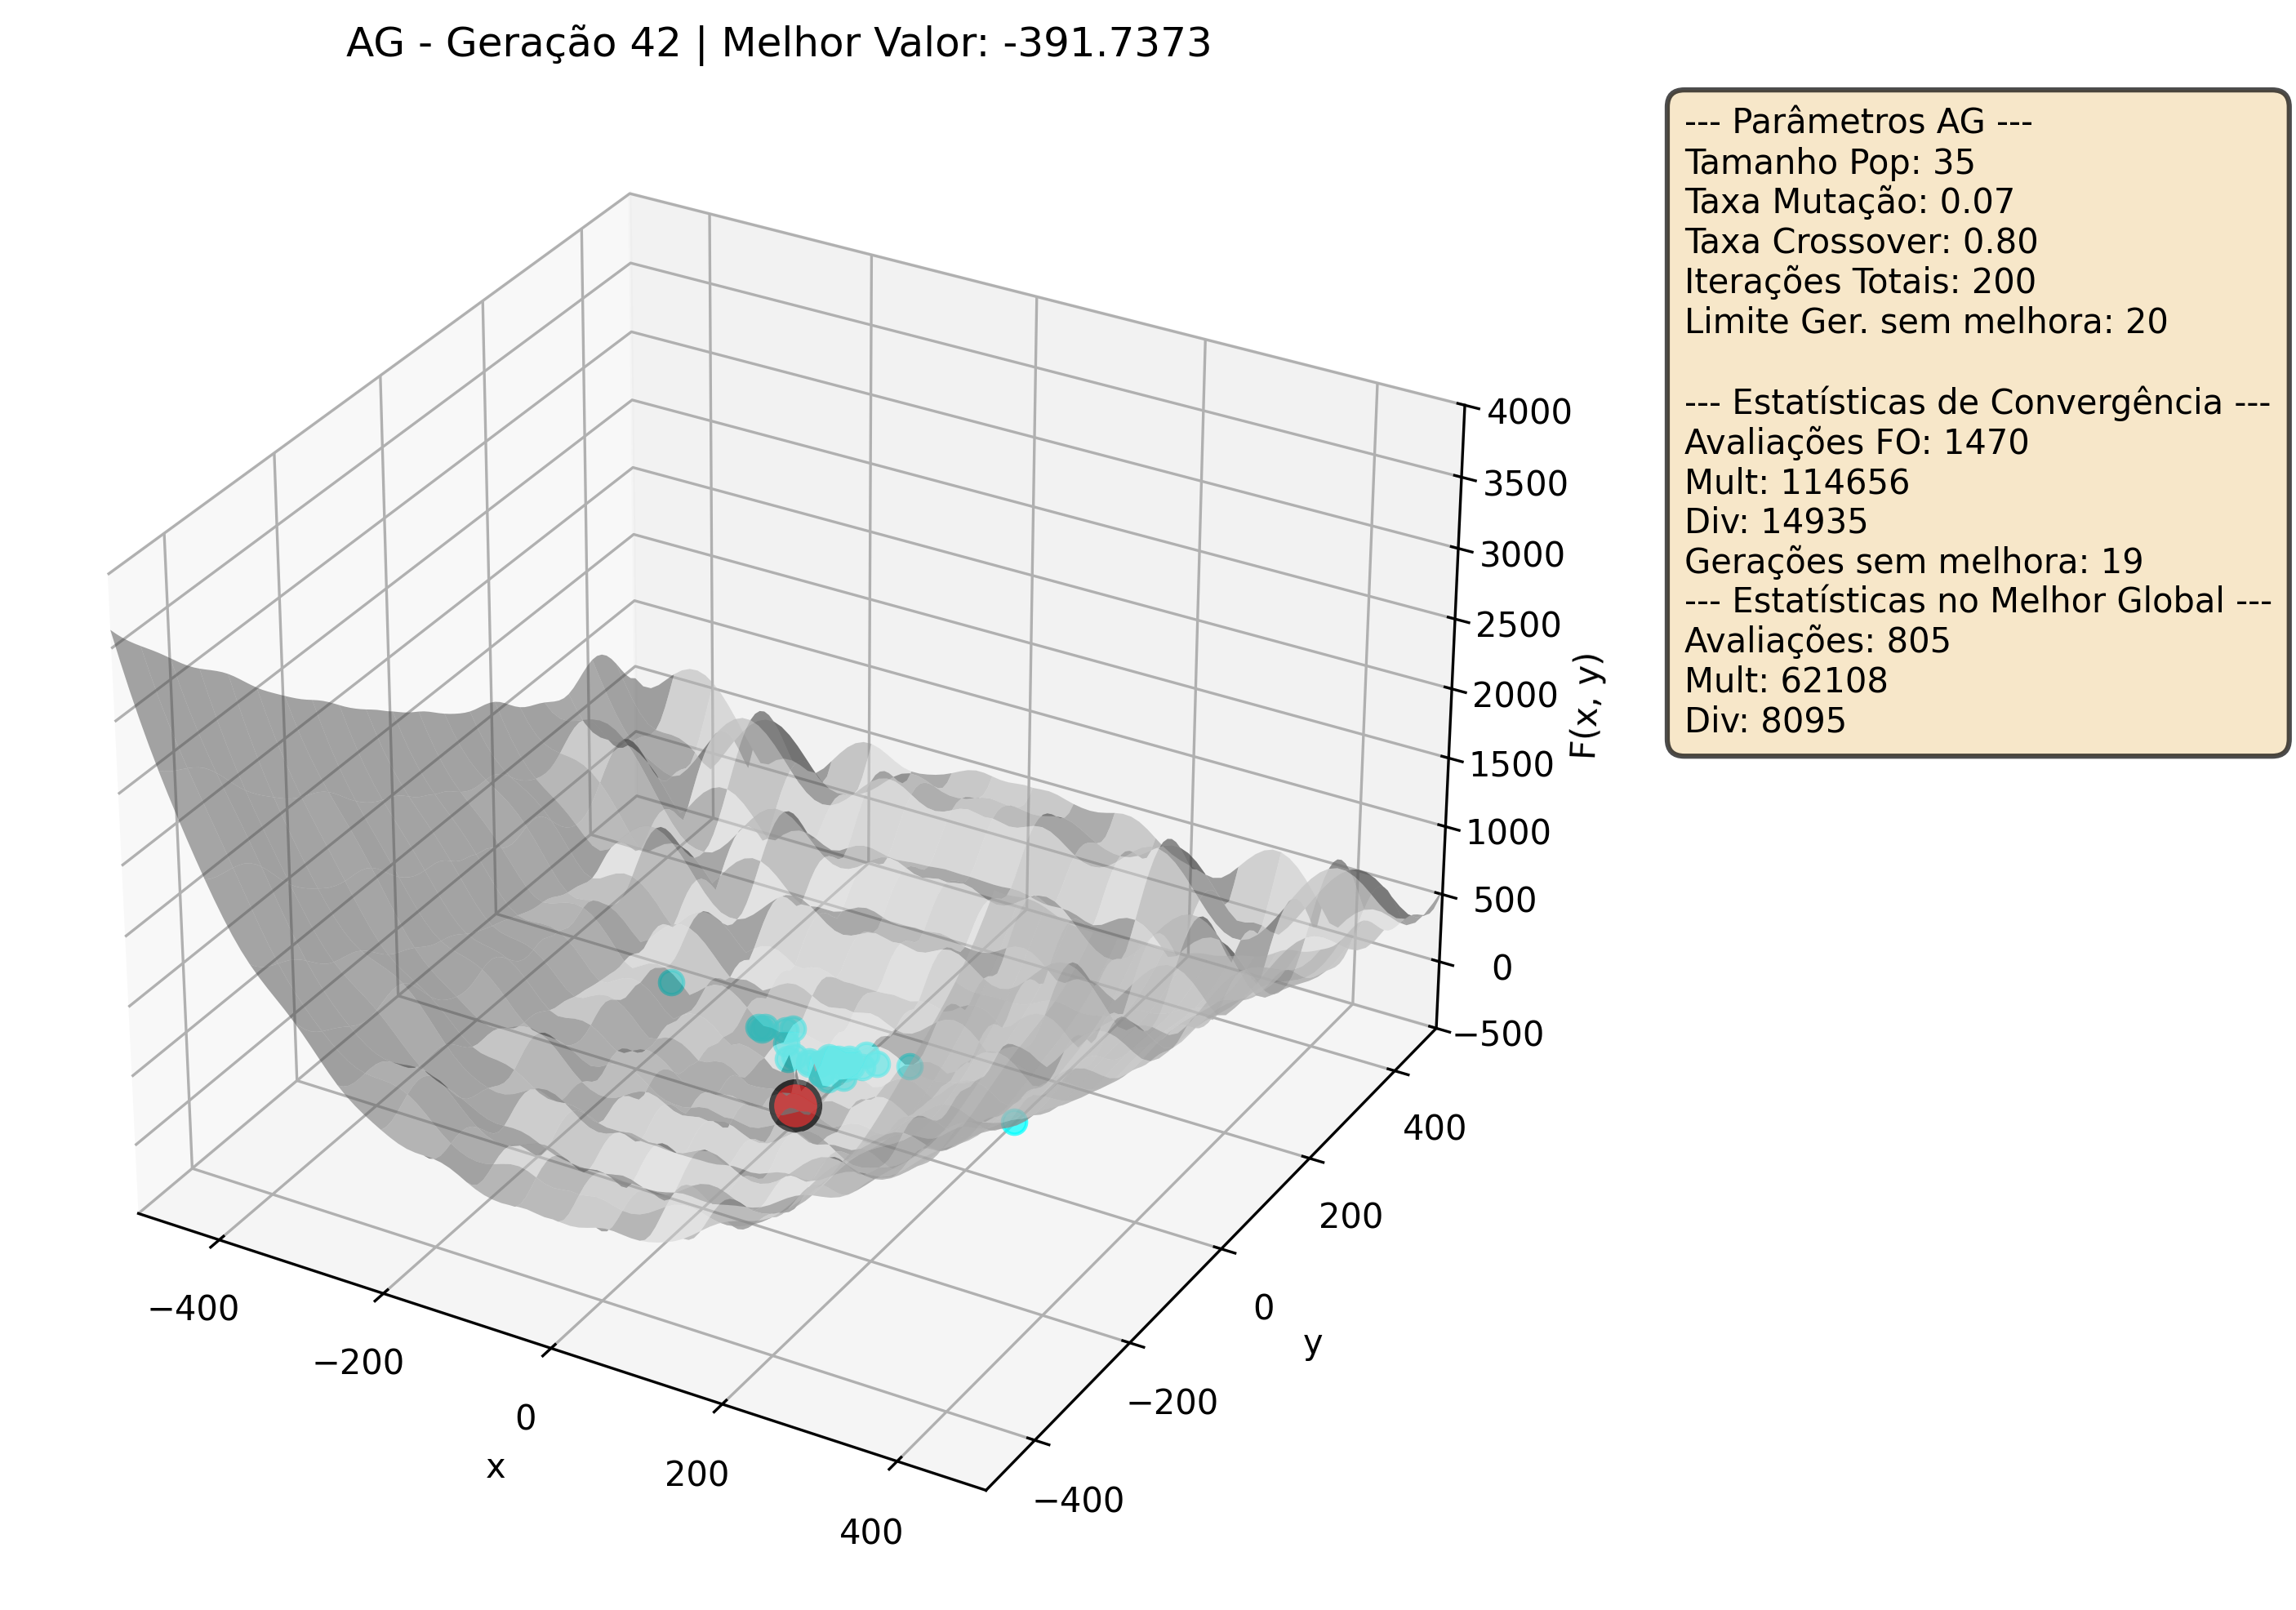 AG - Geração 42 | Melhor Valor: -391.7373
--- Parâmetros AG ---
Tamanho Pop: 35
Taxa Mutação: 0.07
Taxa Crossover: 0.80
Iterações Totais: 200
Limite Ger. sem melhora: 20
--- Estatísticas de Convergência ---
Avaliações FO: 1470
Mult: 114656
Div: 14935
Gerações sem melhora: 19
--- Estatísticas no Melhor Global ---
Avaliações: 805
Mult: 62108
Div: 8095
4000
3500
3000
2500
2000
1500
1000
500
0
−500
F(x, y)
400
200
0
−200
−400
y
−400
−200
0
200
400
x